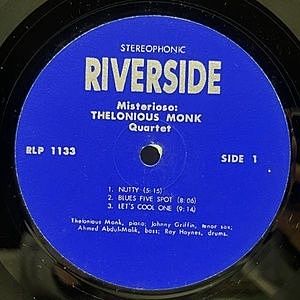 STEREOPHONIC
RIVERSIDE
Misterioso:
THELONIOUS MONK
Quartet
RLP 1133
SIDE 1
1. NUTTY (5:15)
2. BLUES FIVE SPOT (8:06)
3. LET'S COOL ONE (9:14)
Thelonious Monk, piano; Johnny Griffin, tenor sax;
Ahmed Abdul-Malik, bass; Roy Haynes, drums.